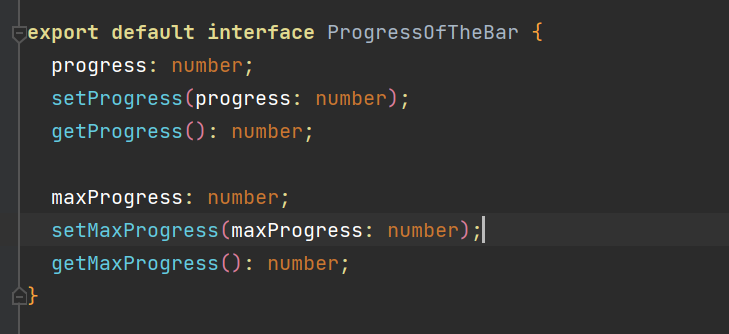 export default interface ProgressOfTheBar {
progress: number;
setProgress(progress: number);
getProgress(): number;
maxProgress: number;
setMaxProgress(maxProgress: number);
getMaxProgress(): number;
}